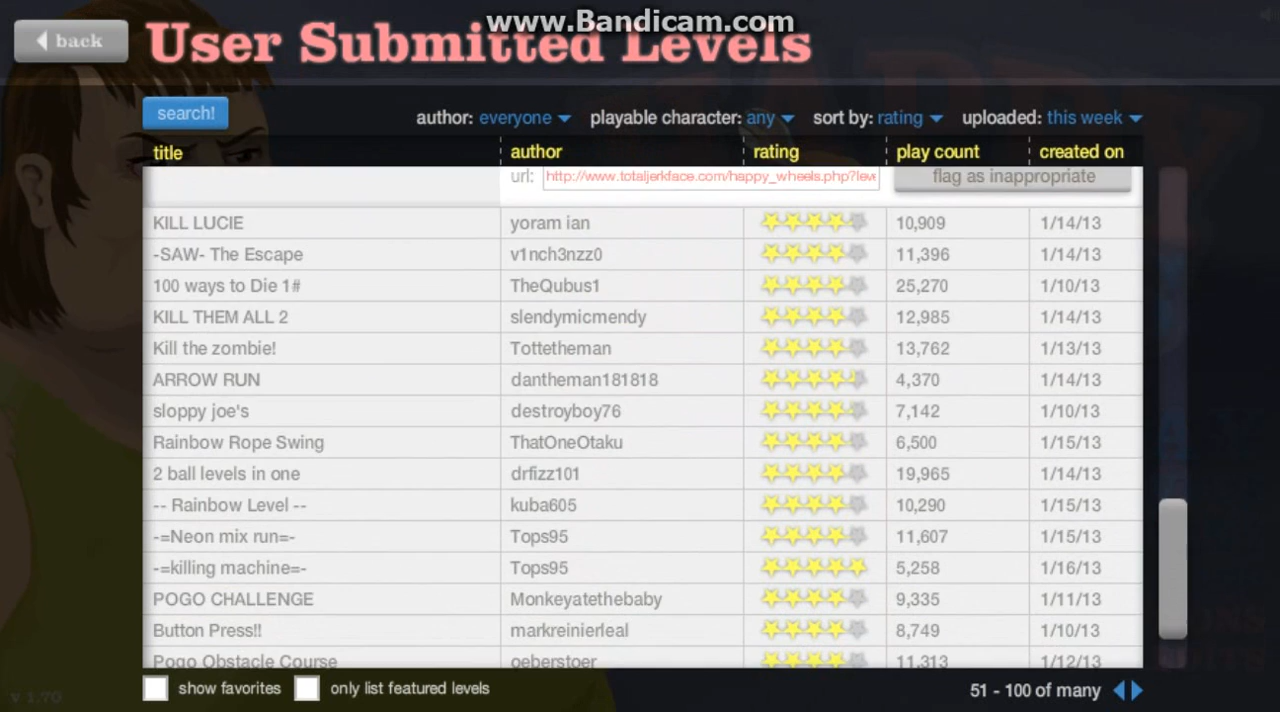 www.Bandicam.com
back
User Submitted Levels
search!
author: everyone playable character: any sort by: rating uploaded: this week
title author rating play count created on
url: http://www.totaljerkface.com/happy_wheels.php?leve flag as inappropriate
KILL LUCIE yoram ian 10,909 1/14/13
-SAW- The Escape v1nch3nzz0 11,396 1/14/13
100 ways to Die 1# TheQubus1 25,270 1/10/13
KILL THEM ALL 2 slendymicmendy 12,985 1/14/13
Kill the zombie! Tottetheman 13,762 1/13/13
ARROW RUN dantheman181818 4,370 1/14/13
sloppy joe's destroyboy76 7,142 1/10/13
Rainbow Rope Swing ThatOneOtaku 6,500 1/15/13
2 ball levels in one drfizz101 19,965 1/14/13
-- Rainbow Level -- kuba605 10,290 1/15/13
-=Neon mix run=- Tops95 11,607 1/15/13
-=killing machine=- Tops95 5,258 1/16/13
POGO CHALLENGE Monkeyatethebaby 9,335 1/11/13
Button Press!! markreinierleal 8,749 1/10/13
Pogo Obstacle Course oeberstoer 11,313 1/12/13
show favorites only list featured levels 51 - 100 of many
v 1.70